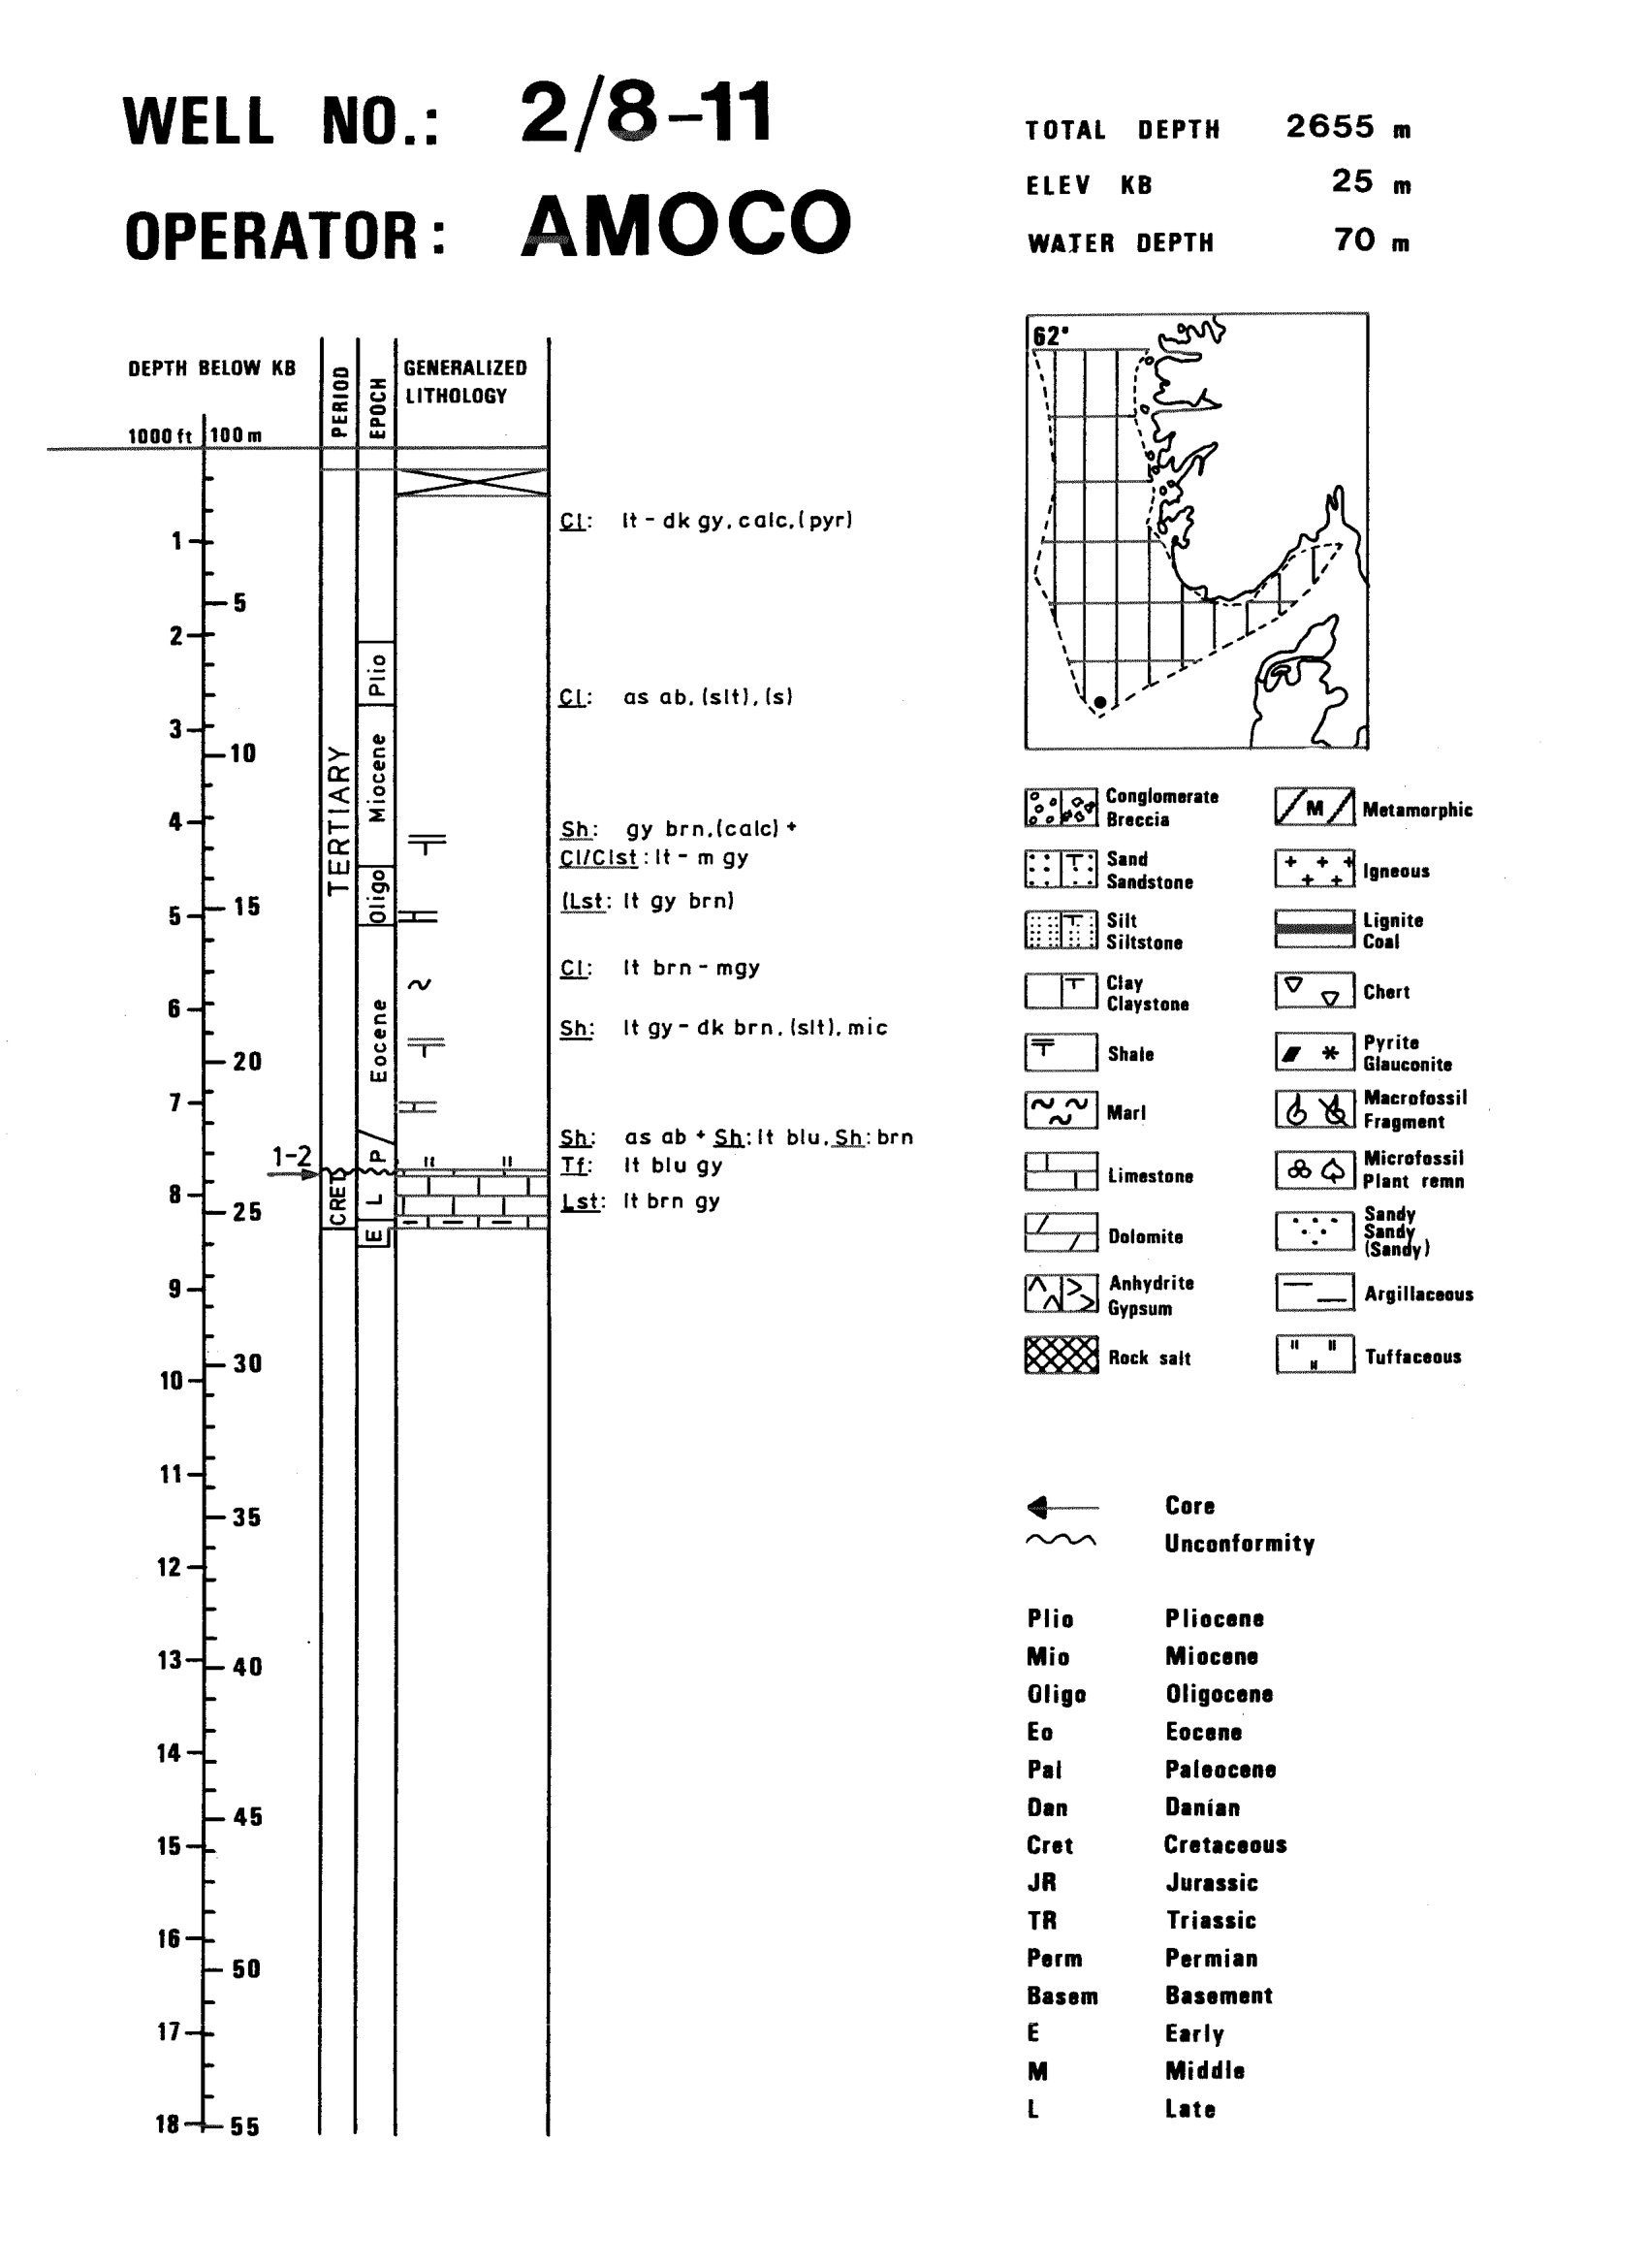 WELL NO.: 2/8-11
OPERATOR: AMOCO
TOTAL DEPTH 2655 m
ELEV KB 25 m
WATER DEPTH 70 m
DEPTH BELOW KB
1000 ft 100 m
PERIOD
EPOCH
GENERALIZED
LITHOLOGY
62°
1
5
2
3
10
4
5
15
6
20
7
1-2
8
25
9
30
10
11
35
12
13
40
14
45
15
16
50
17
18
55
TERTIARY
CRET
Plio
Miocene
Oligo
Eocene
P
L
E
Cl: lt - dk gy, calc, (pyr)
Cl: as ab, (slt), (s)
Sh: gy brn, (calc) +
Cl/Clst: lt - m gy
(Lst: lt gy brn)
Cl: lt brn - mgy
Sh: lt gy - dk brn, (slt), mic
Sh: as ab + Sh: lt blu, Sh: brn
Tf: lt blu gy
Lst: lt brn gy
Conglomerate
Breccia
Sand
Sandstone
Silt
Siltstone
Clay
Claystone
Shale
Marl
Limestone
Dolomite
Anhydrite
Gypsum
Rock salt
M
Metamorphic
Igneous
Lignite
Coal
Chert
Pyrite
Glauconite
Macrofossil
Fragment
Microfossil
Plant remn
Sandy
Sandy
(Sandy)
Argillaceous
Tuffaceous
Core
Unconformity
Plio Pliocene
Mio Miocene
Oligo Oligocene
Eo Eocene
Pal Paleocene
Dan Danian
Cret Cretaceous
JR Jurassic
TR Triassic
Perm Permian
Basem Basement
E Early
M Middle
L Late